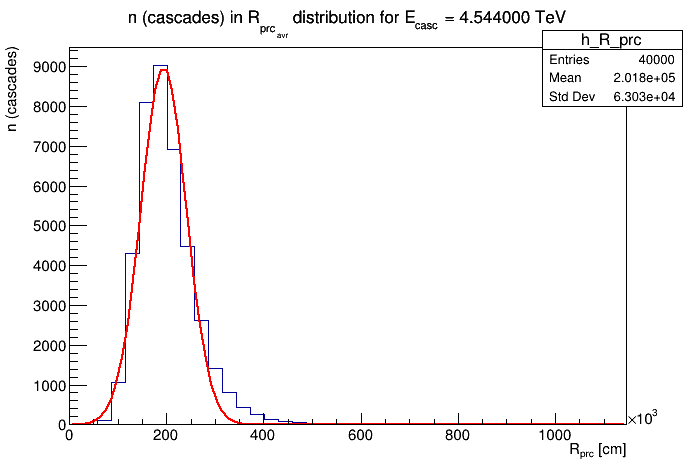 n (cascades) in R_prc_avr distribution for E_casc = 4.544000 TeV
h_R_prc
Entries 40000
Mean 2.018e+05
Std Dev 6.303e+04
n (cascades)
9000
8000
7000
6000
5000
4000
3000
2000
1000
0
0 200 400 600 800 1000
×10³
R_prc [cm]